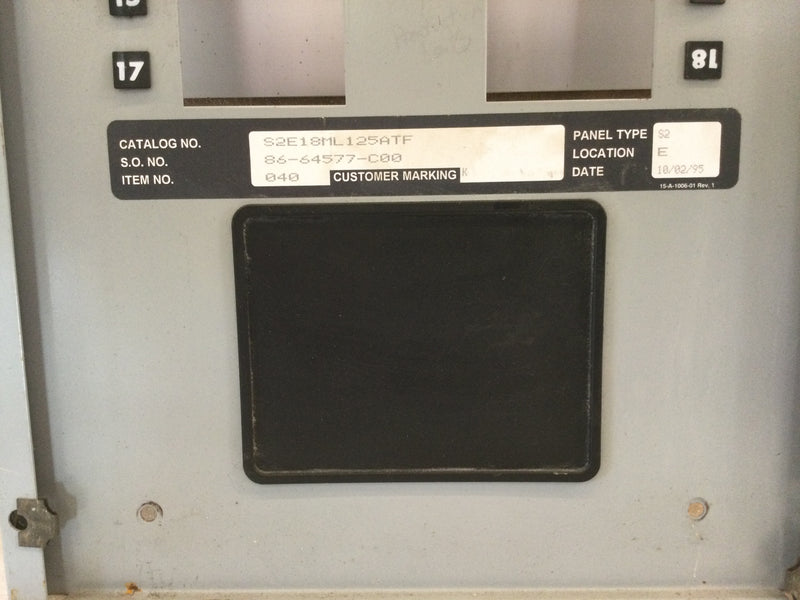 17
18
CATALOG NO. S2E18ML125ATF
S.O. NO. 86-64577-C00
ITEM NO. 040 CUSTOMER MARKING K
PANEL TYPE S2
LOCATION E
DATE 10/02/95
15-A-1006-01 Rev. 1